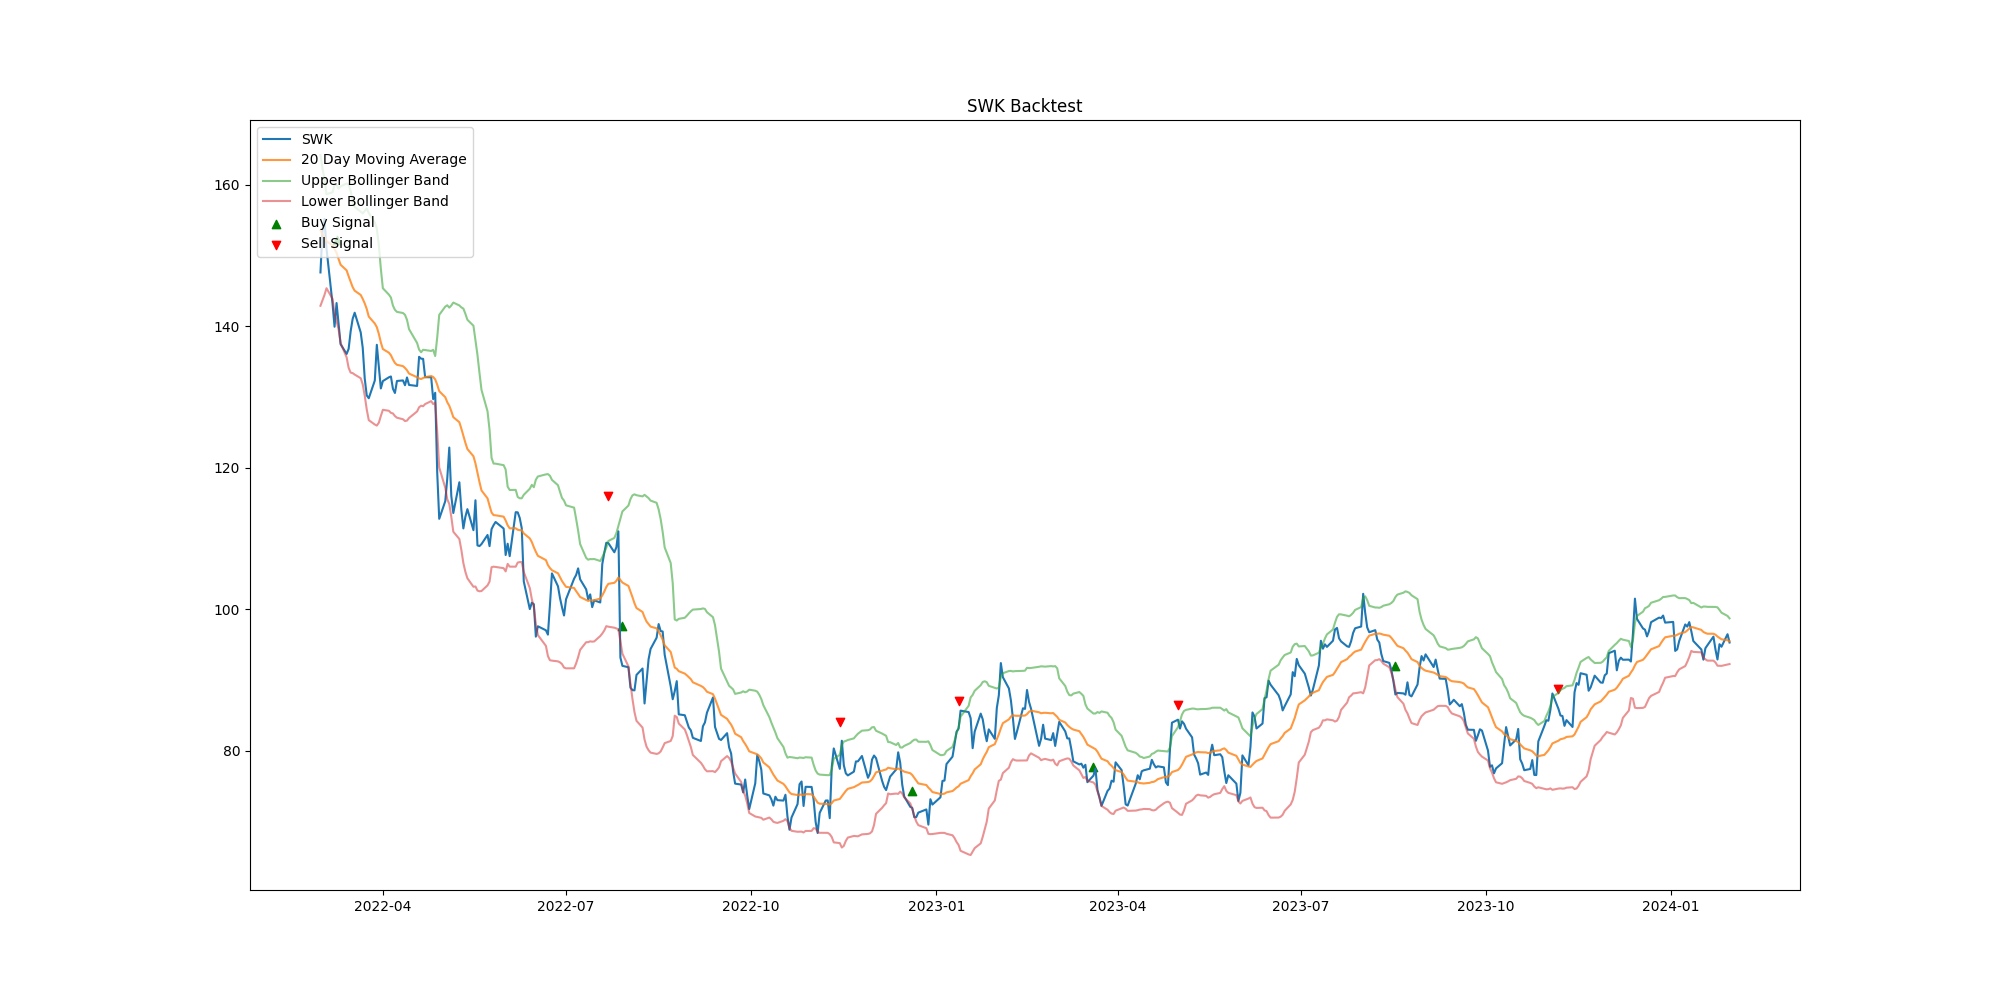 SWK Backtest
SWK
20 Day Moving Average
Upper Bollinger Band
Lower Bollinger Band
Buy Signal
Sell Signal
160
140
120
100
80
2022-04
2022-07
2022-10
2023-01
2023-04
2023-07
2023-10
2024-01